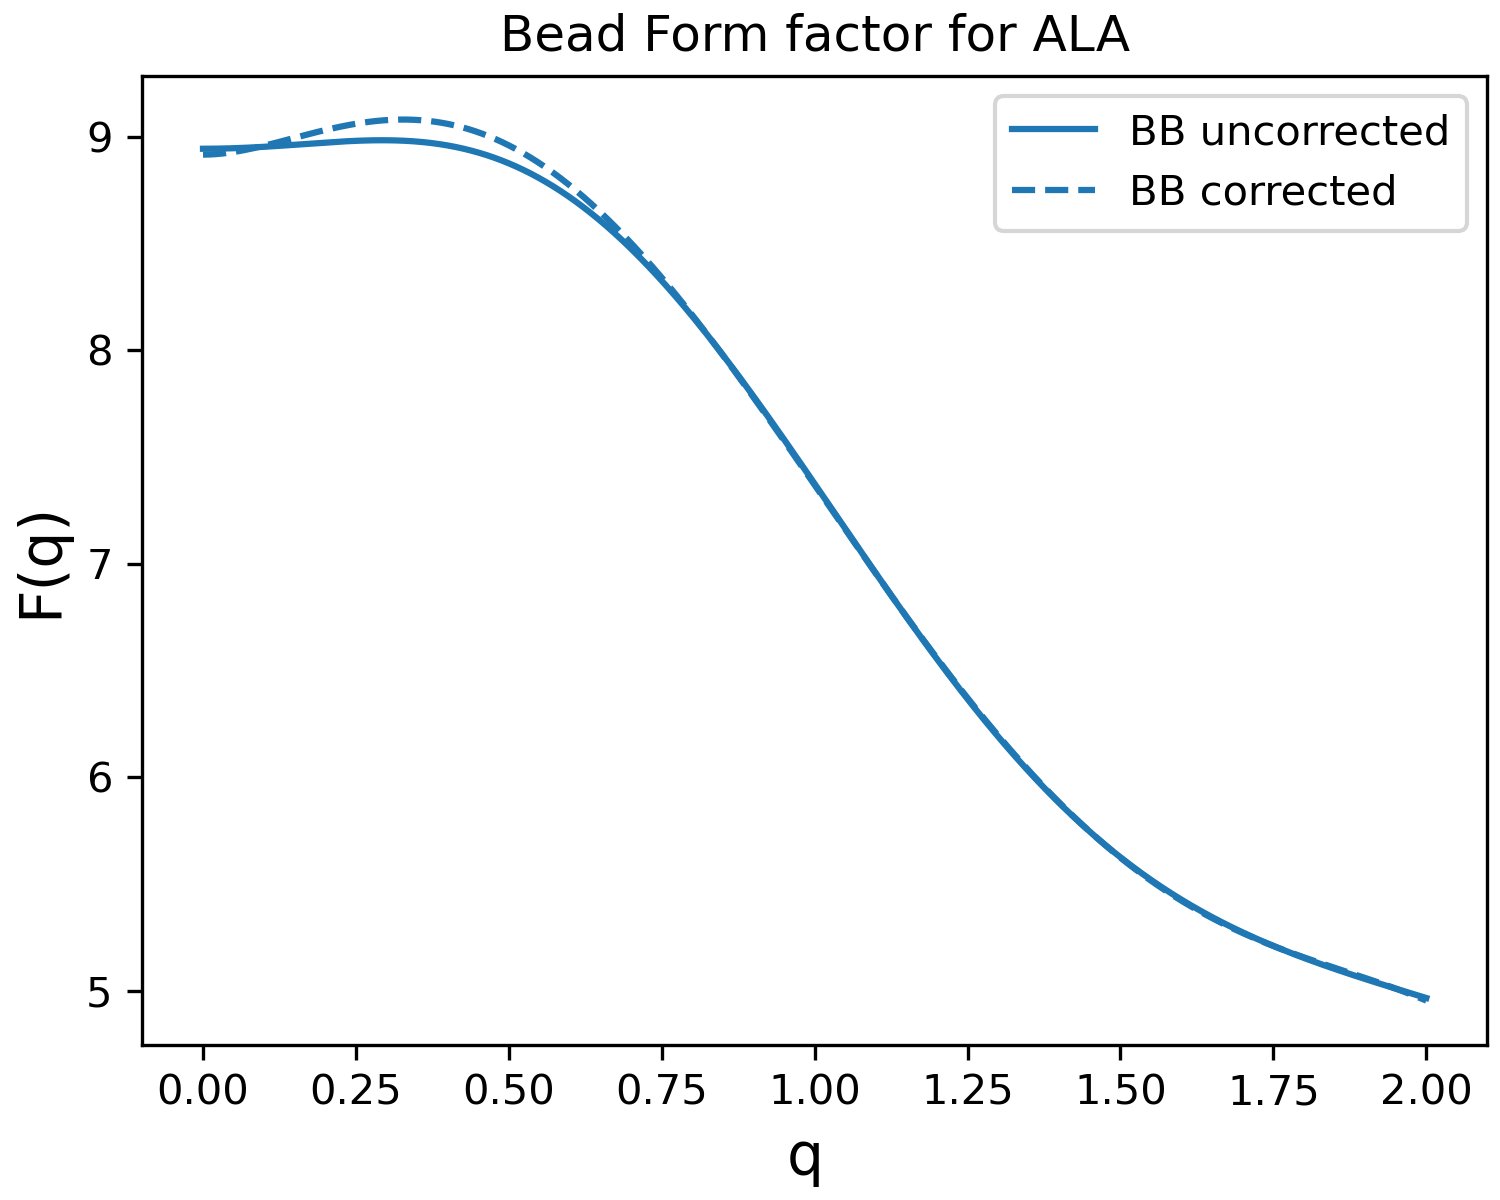 Bead Form factor for ALA
BB uncorrected
BB corrected
F(q)
9
8
7
6
5
0.00 0.25 0.50 0.75 1.00 1.25 1.50 1.75 2.00
q